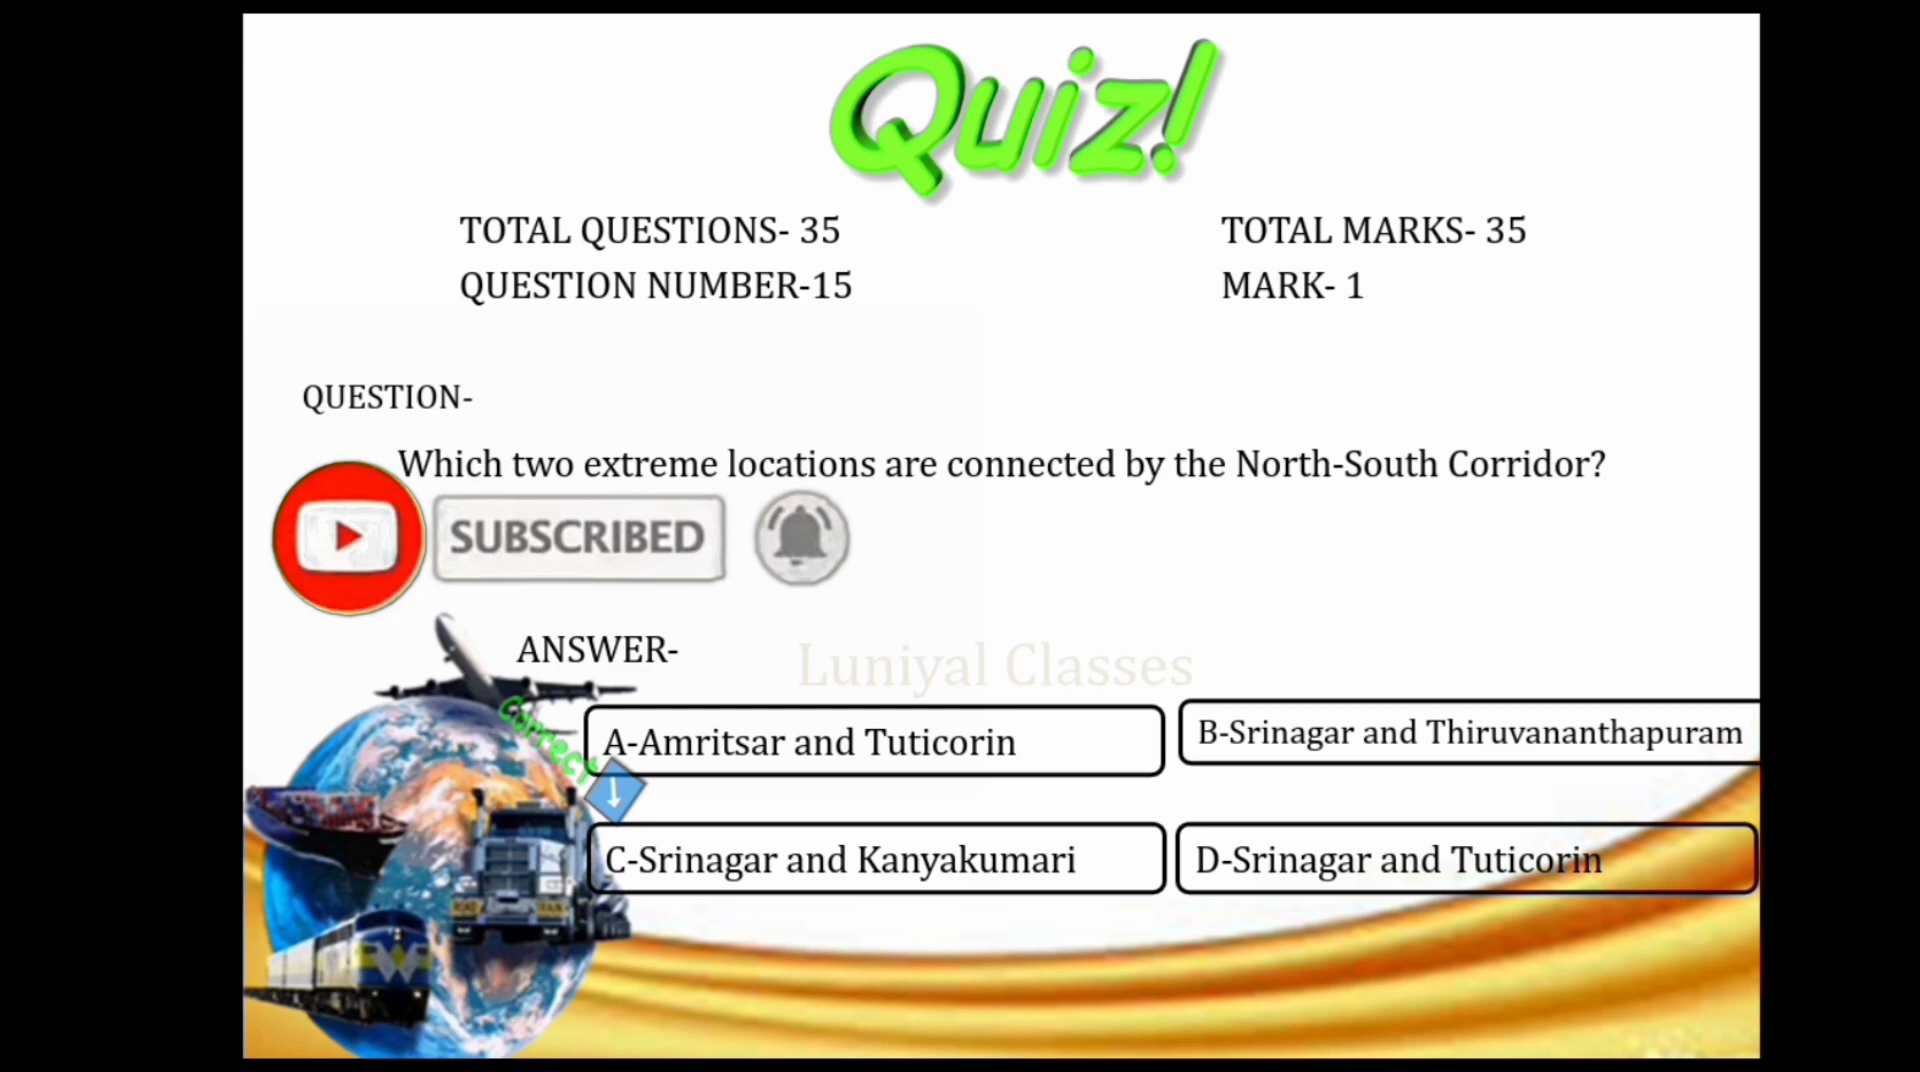 Quiz!
TOTAL QUESTIONS- 35
TOTAL MARKS- 35
QUESTION NUMBER-15
MARK- 1
QUESTION-
Which two extreme locations are connected by the North-South Corridor?
SUBSCRIBED
ANSWER-
Luniyal Classes
correct
A-Amritsar and Tuticorin
B-Srinagar and Thiruvananthapuram
C-Srinagar and Kanyakumari
D-Srinagar and Tuticorin